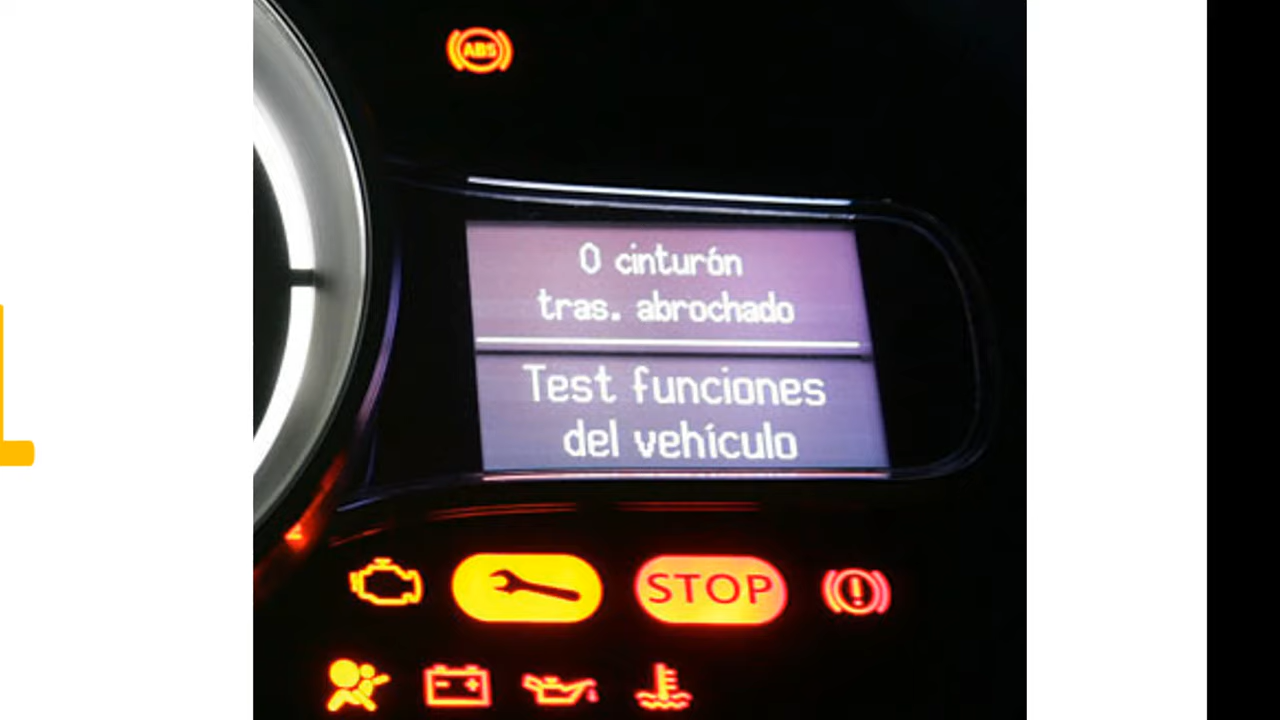 ABS
0 cinturón
tras. abrochado
Test funciones
del vehículo
STOP